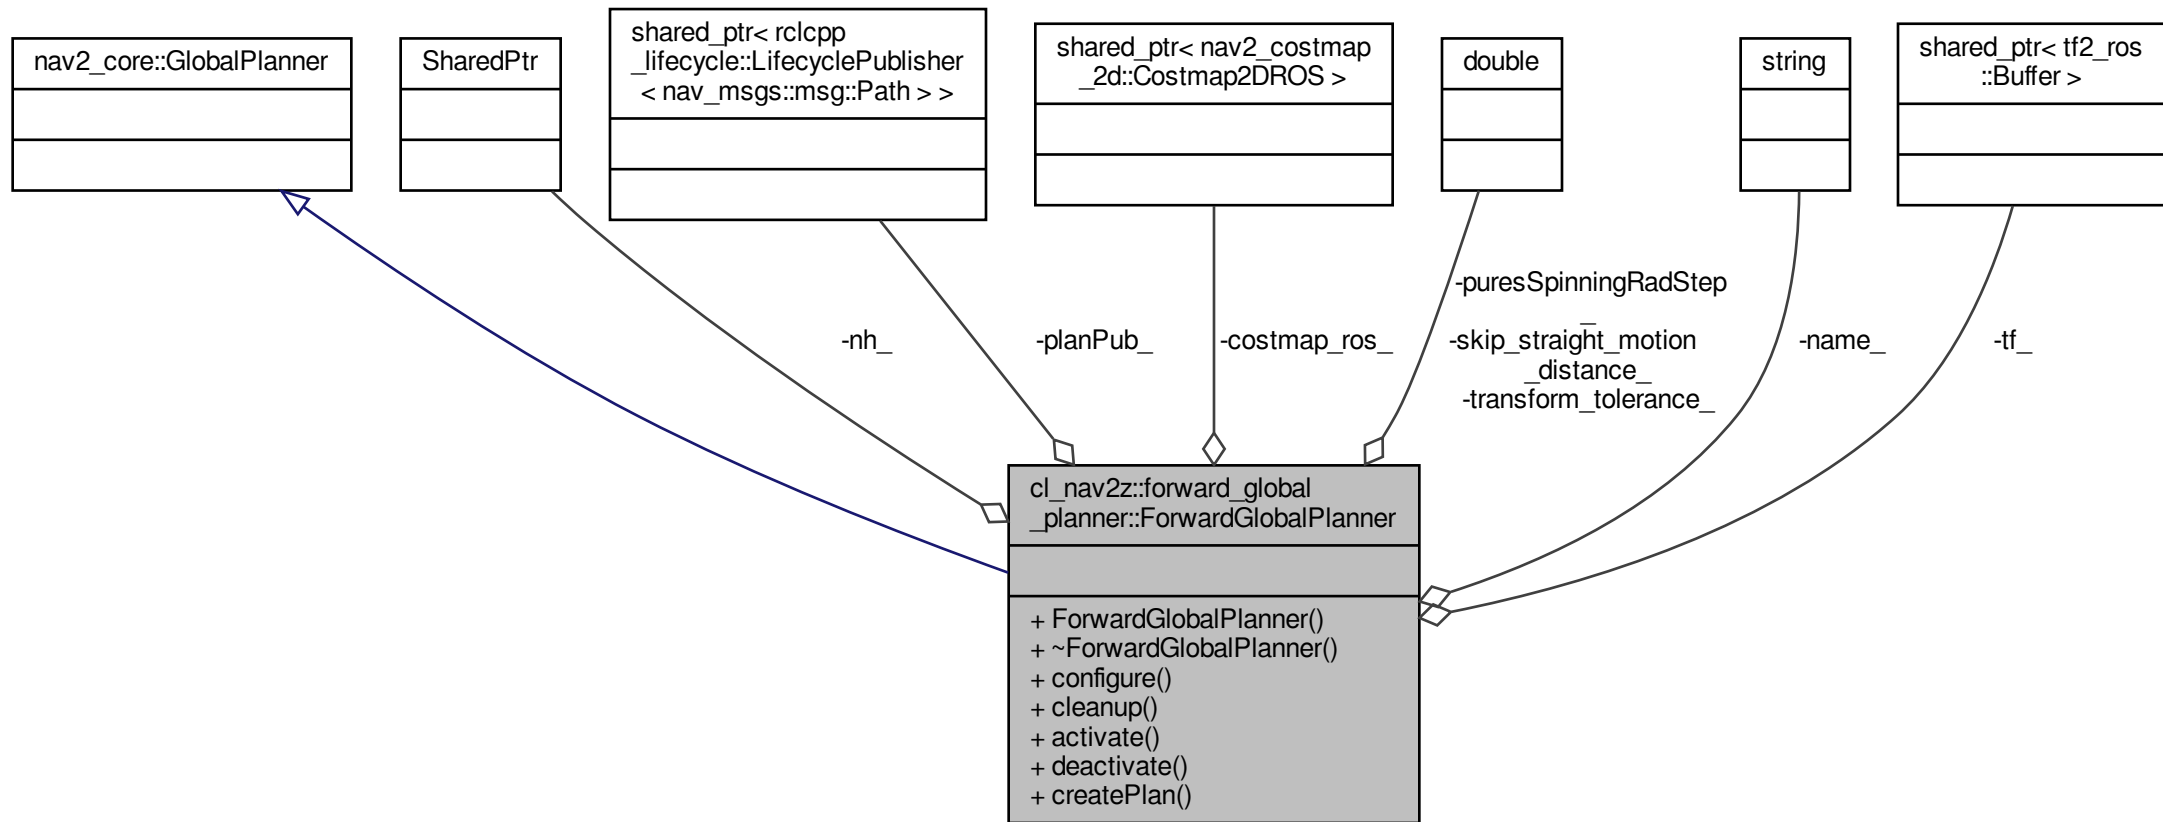 nav2_core::GlobalPlanner
SharedPtr
shared_ptr< rclcpp
_lifecycle::LifecyclePublisher
< nav_msgs::msg::Path > >
shared_ptr< nav2_costmap
_2d::Costmap2DROS >
double
string
shared_ptr< tf2_ros
::Buffer >
-nh_
-planPub_
-costmap_ros_
-puresSpinningRadStep
_
-skip_straight_motion
_distance_
-transform_tolerance_
-name_
-tf_
cl_nav2z::forward_global
_planner::ForwardGlobalPlanner
+ ForwardGlobalPlanner()
+ ~ForwardGlobalPlanner()
+ configure()
+ cleanup()
+ activate()
+ deactivate()
+ createPlan()